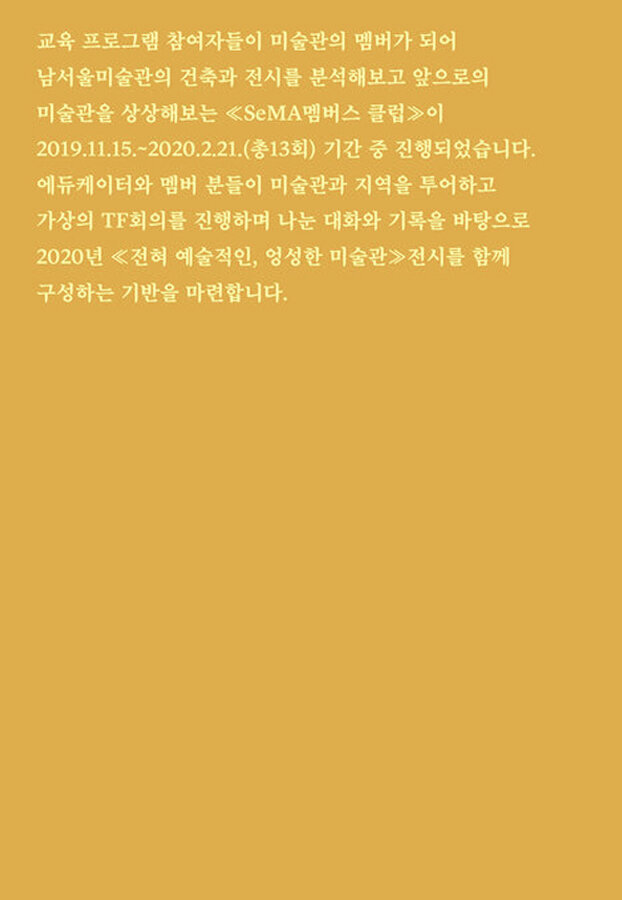 교육 프로그램 참여자들이 미술관의 멤버가 되어
남서울미술관의 건축과 전시를 분석해보고 앞으로의
미술관을 상상해보는 ≪SeMA멤버스 클럽≫이
2019.11.15.~2020.2.21.(총13회) 기간 중 진행되었습니다.
에듀케이터와 멤버 분들이 미술관과 지역을 투어하고
가상의 TF회의를 진행하며 나눈 대화와 기록을 바탕으로
2020년 ≪전혀 예술적인, 엉성한 미술관≫전시를 함께
구성하는 기반을 마련합니다.